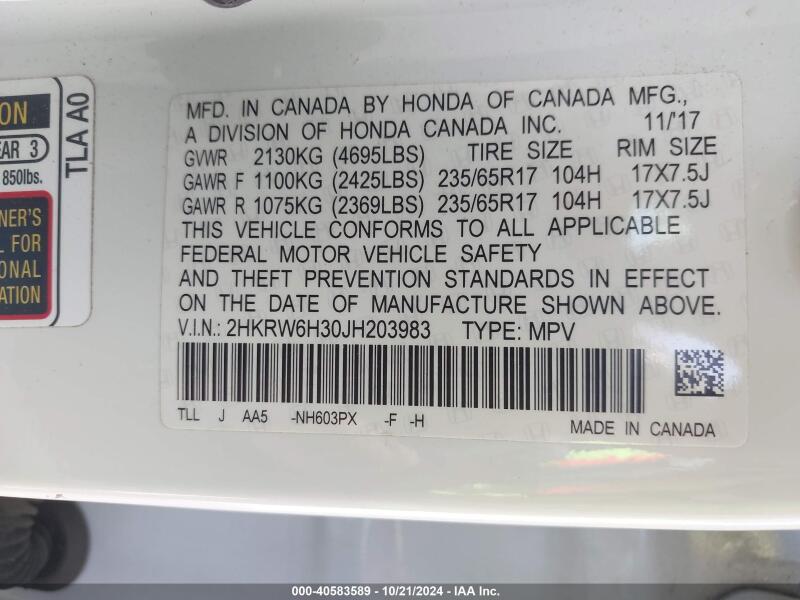 ON
EAR 3
850lbs.
NER'S
L FOR
ONAL
ATION
TLA A0
MFD. IN CANADA BY HONDA OF CANADA MFG.,
A DIVISION OF HONDA CANADA INC. 11/'17
GVWR 2130KG (4695LBS) TIRE SIZE RIM SIZE
GAWR F 1100KG (2425LBS) 235/65R17 104H 17X7.5J
GAWR R 1075KG (2369LBS) 235/65R17 104H 17X7.5J
THIS VEHICLE CONFORMS TO ALL APPLICABLE
FEDERAL MOTOR VEHICLE SAFETY
AND THEFT PREVENTION STANDARDS IN EFFECT
ON THE DATE OF MANUFACTURE SHOWN ABOVE.
V.I.N.: 2HKRW6H30JH203983 TYPE: MPV
TLL J AA5 -NH603PX -F -H
MADE IN CANADA
000-40583589 - 10/21/2024 - IAA Inc.